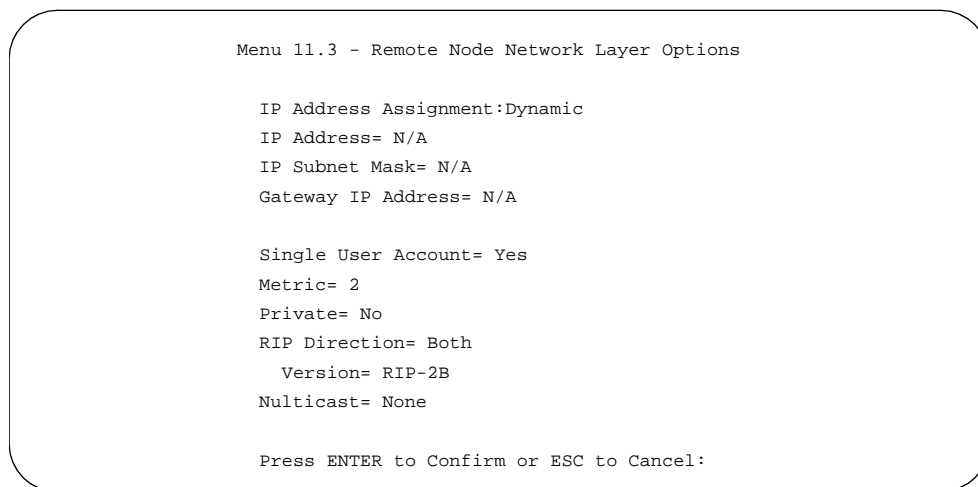 Menu 11.3 - Remote Node Network Layer Options
IP Address Assignment:Dynamic
IP Address= N/A
IP Subnet Mask= N/A
Gateway IP Address= N/A
Single User Account= Yes
Metric= 2
Private= No
RIP Direction= Both
Version= RIP-2B
Nulticast= None
Press ENTER to Confirm or ESC to Cancel: